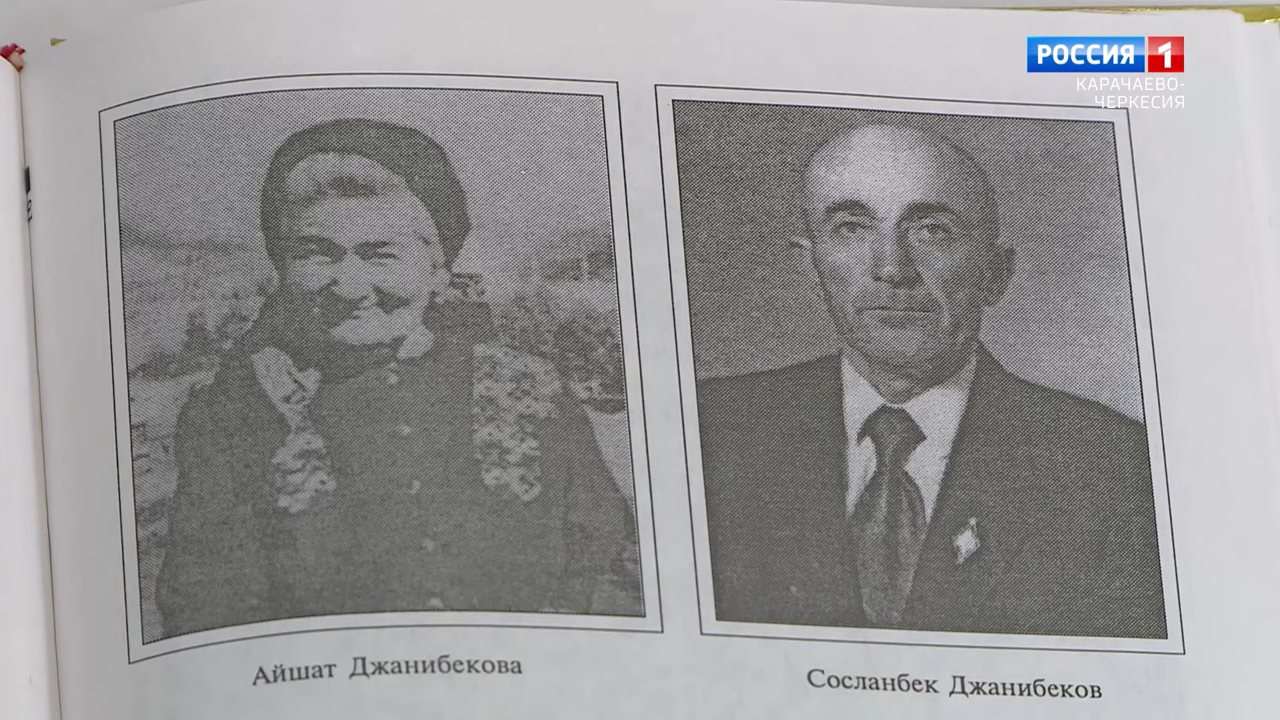 РОССИЯ 1
КАРАЧАЕВО-
ЧЕРКЕСИЯ
Айшат Джанибекова
Сосланбек Джанибеков